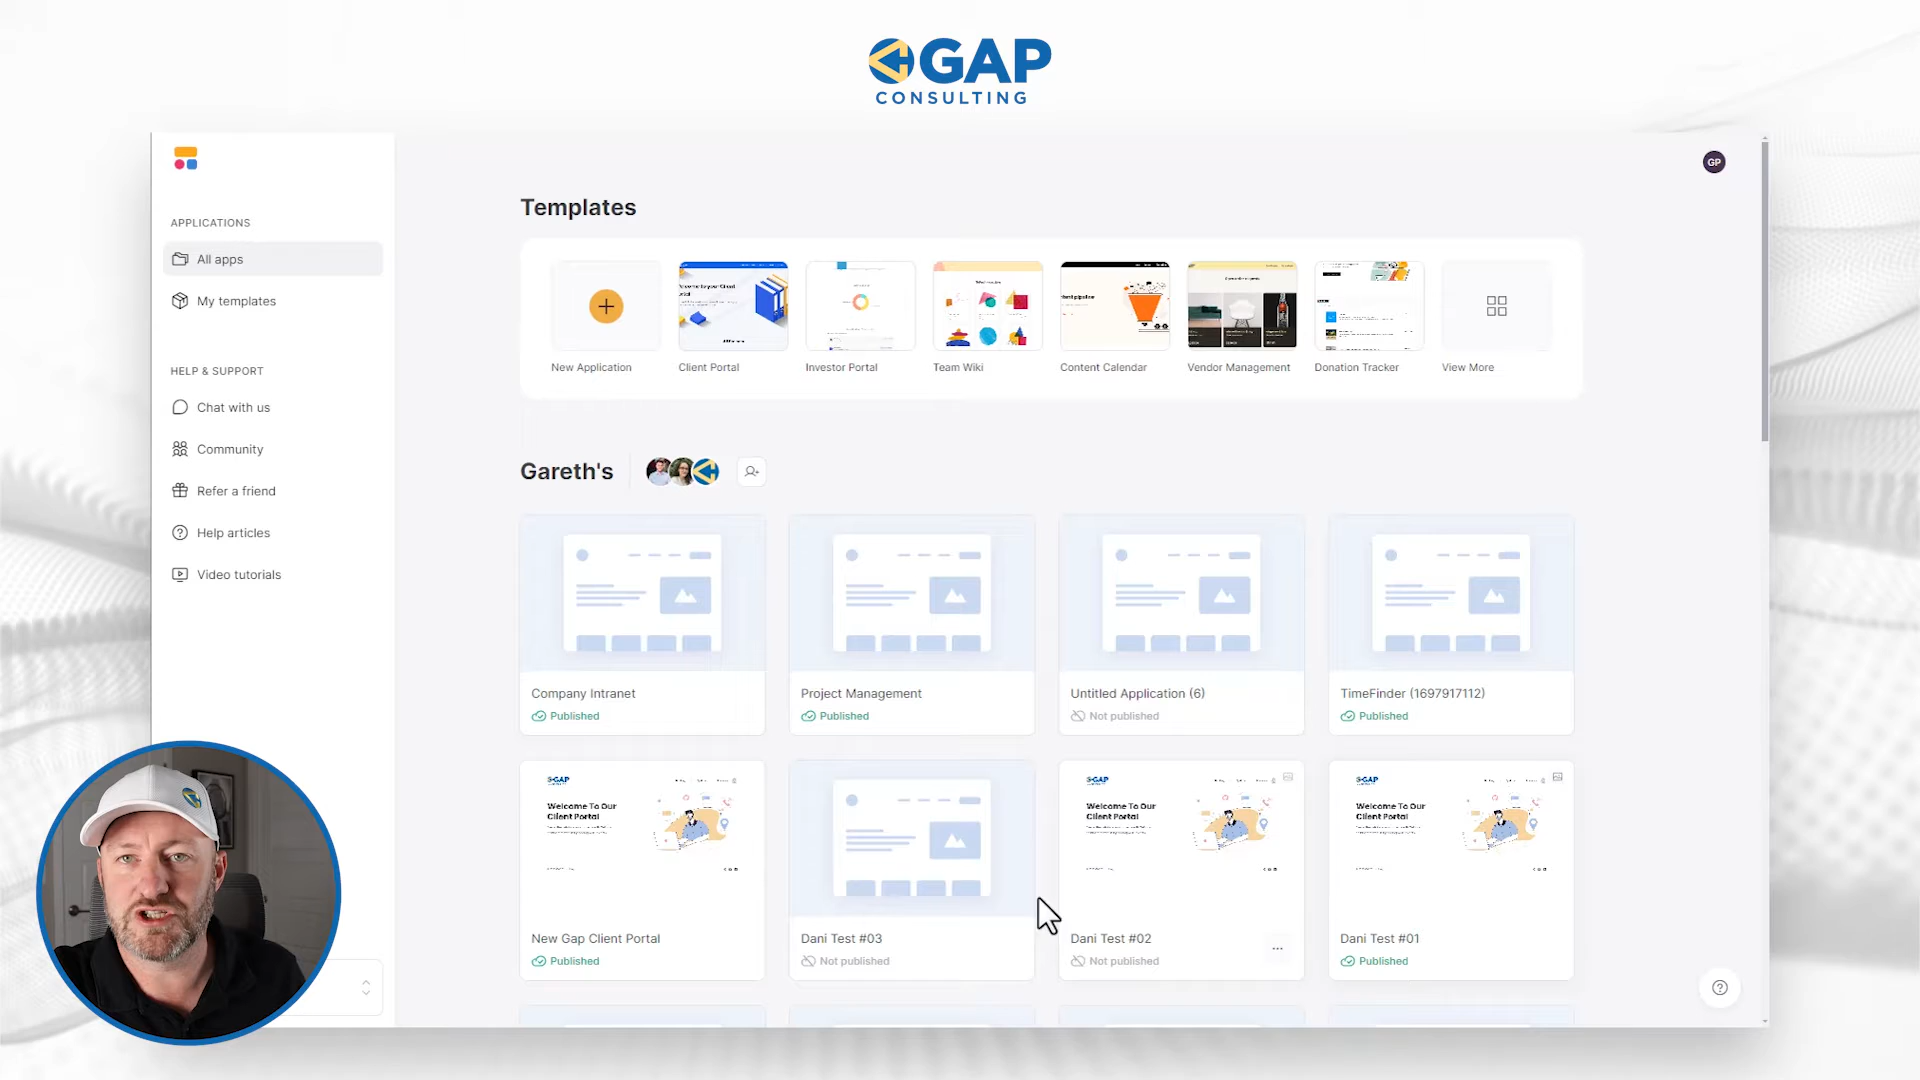 GAP
CONSULTING
GP
APPLICATIONS
All apps
My templates
HELP & SUPPORT
Chat with us
Community
Refer a friend
Help articles
Video tutorials
Templates
New Application
Client Portal
Investor Portal
Team Wiki
Content Calendar
Vendor Management
Donation Tracker
View More
Gareth's
Company Intranet
Published
Project Management
Published
Untitled Application (6)
Not published
TimeFinder (1697917112)
Published
GAP
Welcome To Our
Client Portal
New Gap Client Portal
Published
Dani Test #03
Not published
GAP
Welcome To Our
Client Portal
Dani Test #02
Not published
GAP
Welcome To Our
Client Portal
Dani Test #01
Published